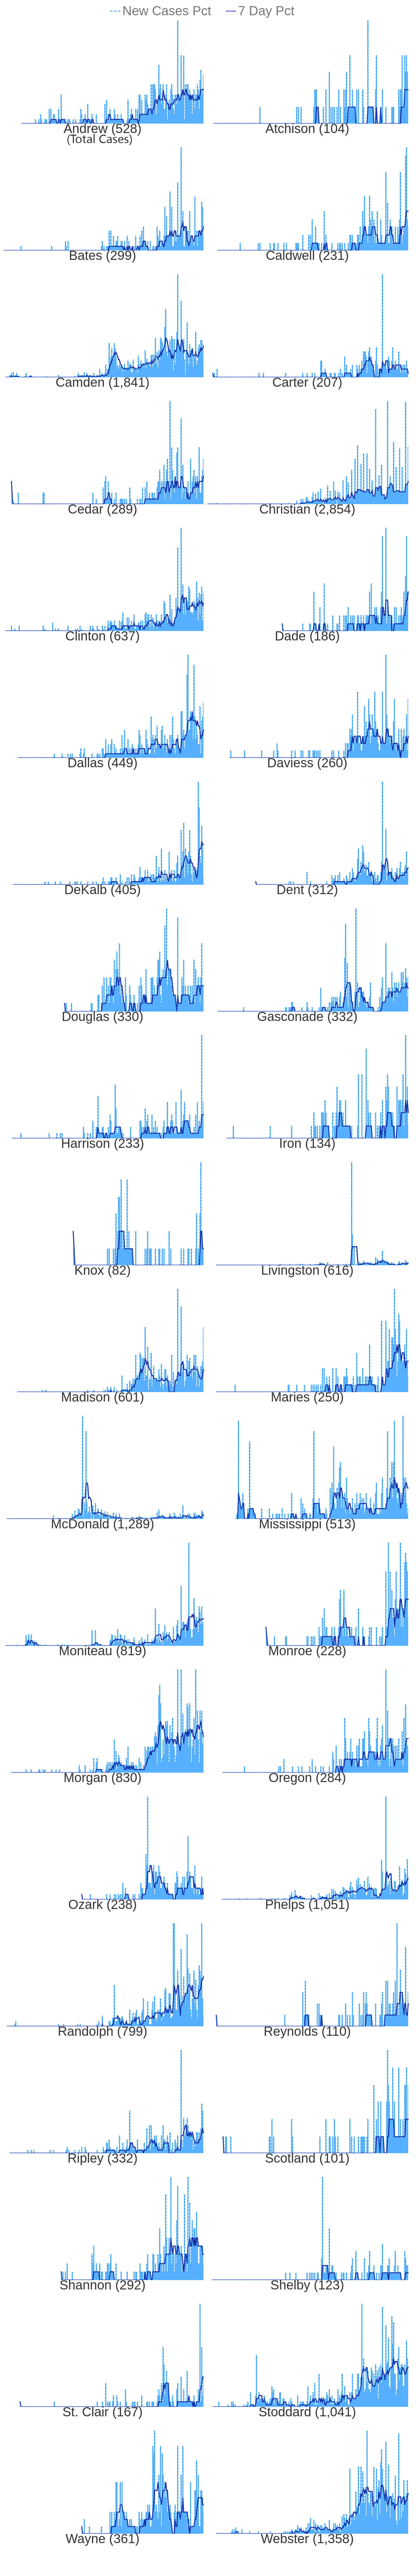 New Cases Pct 7 Day Pct
Andrew (528) Atchison (104)
(Total Cases)
Bates (299) Caldwell (231)
Camden (1,841) Carter (207)
Cedar (289) Christian (2,854)
Clinton (637) Dade (186)
Dallas (449) Daviess (260)
DeKalb (405) Dent (312)
Douglas (330) Gasconade (332)
Harrison (233) Iron (134)
Knox (82) Livingston (616)
Madison (601) Maries (250)
McDonald (1,289) Mississippi (513)
Moniteau (819) Monroe (228)
Morgan (830) Oregon (284)
Ozark (238) Phelps (1,051)
Randolph (799) Reynolds (110)
Ripley (332) Scotland (101)
Shannon (292) Shelby (123)
St. Clair (167) Stoddard (1,041)
Wayne (361) Webster (1,358)